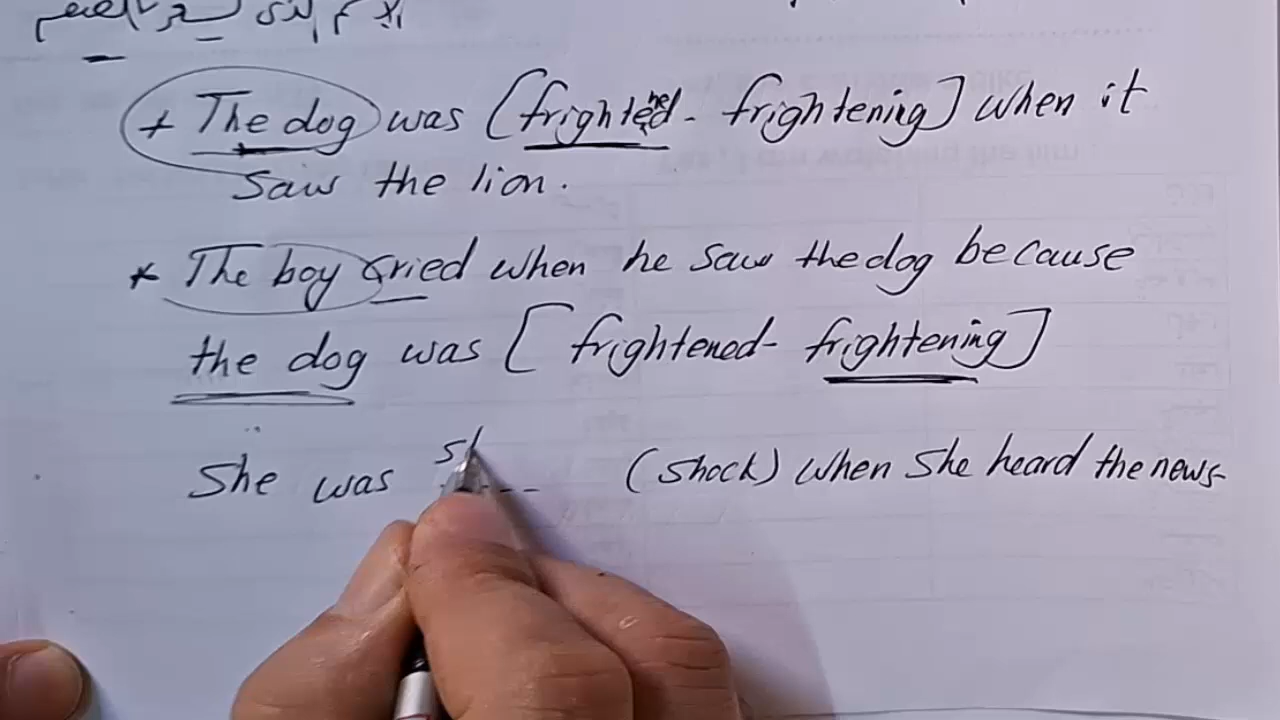 + The dog was [frightened - frightening] when it
saw the lion.
* The boy cried when he saw the dog because
the dog was [frightened - frightening]
She was sh ---- (shock) when she heard the news